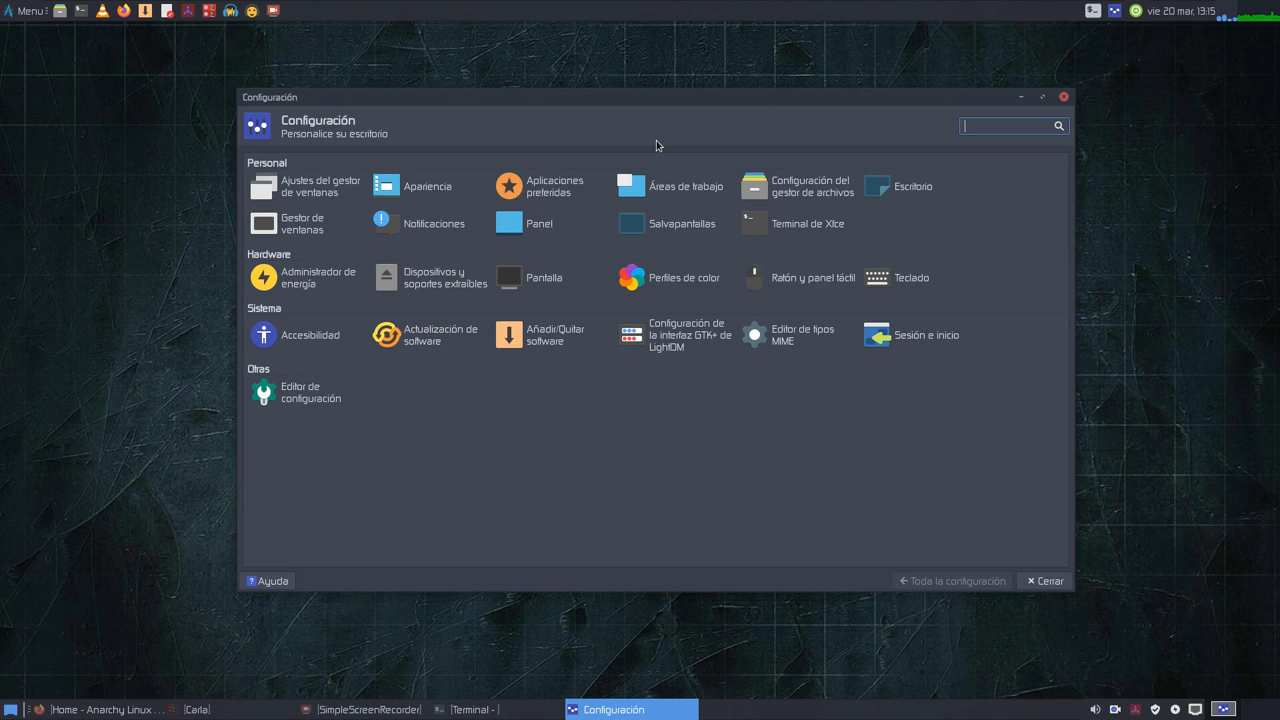 Menu
vie 20 mar, 13:15
Configuración
Configuración
Personalice su escritorio
Personal
Ajustes del gestor
de ventanas
Apariencia
Aplicaciones
preferidas
Áreas de trabajo
Configuración del
gestor de archivos
Escritorio
Gestor de
ventanas
Notificaciones
Panel
Salvapantallas
Terminal de Xfce
Hardware
Administrador de
energía
Dispositivos y
soportes extraíbles
Pantalla
Perfiles de color
Ratón y panel táctil
Teclado
Sistema
Accesibilidad
Actualización de
software
Añadir/Quitar
software
Configuración de
la interfaz GTK+ de
LightDM
Editor de tipos
MIME
Sesión e inicio
Otras
Editor de
configuración
Ayuda
Toda la configuración
Cerrar
[Home - Anarchy Linux ...
[Carla]
[SimpleScreenRecorder]
[Terminal - ]
Configuración